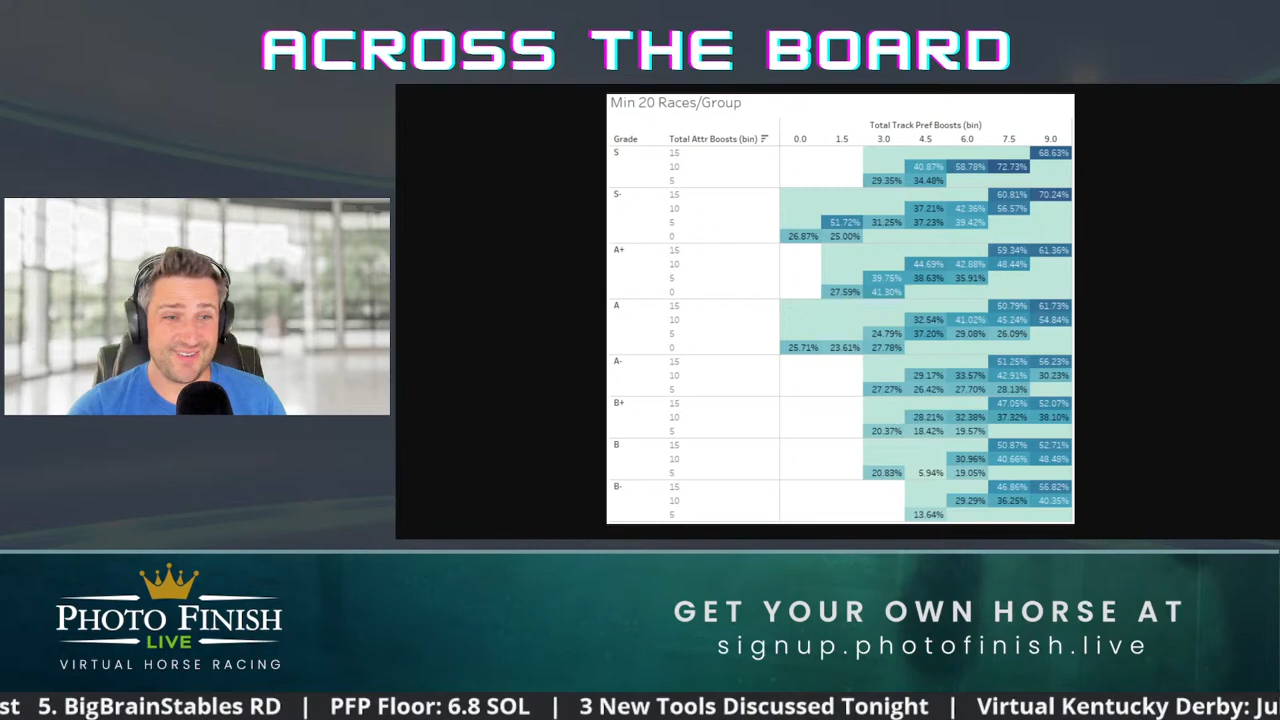 ACROSS THE BOARD
Min 20 Races/Group
Total Track Pref Boosts (bin)
Grade Total Attr Boosts (bin) 0.0 1.5 3.0 4.5 6.0 7.5 9.0
S 15 68.63%
10 40.87% 58.78% 72.73%
5 29.35% 34.48%
S- 15 60.81% 70.24%
10 37.21% 42.36% 56.57%
5 51.72% 31.25% 37.23% 39.42%
0 26.87% 25.00%
A+ 15 59.34% 61.36%
10 44.69% 42.88% 48.44%
5 39.75% 38.63% 35.91%
0 27.59% 41.30%
A 15 50.79% 61.73%
10 32.54% 41.02% 45.24% 54.84%
5 24.79% 37.20% 29.08% 26.09%
0 25.71% 23.61% 27.78%
A- 15 51.25% 56.23%
10 29.17% 33.57% 42.91% 30.23%
5 27.27% 26.42% 27.70% 28.13%
B+ 15 47.05% 52.07%
10 28.21% 32.38% 37.32% 38.10%
5 20.37% 18.42% 19.57%
B 15 50.87% 52.71%
10 30.96% 40.66% 48.48%
5 20.83% 5.94% 19.05%
B- 15 46.86% 56.82%
10 29.29% 36.25% 40.35%
5 13.64%
PHOTO FINISH
LIVE
VIRTUAL HORSE RACING
GET YOUR OWN HORSE AT
signup.photofinish.live
st 5. BigBrainStables RD | PFP Floor: 6.8 SOL | 3 New Tools Discussed Tonight | Virtual Kentucky Derby: Ju